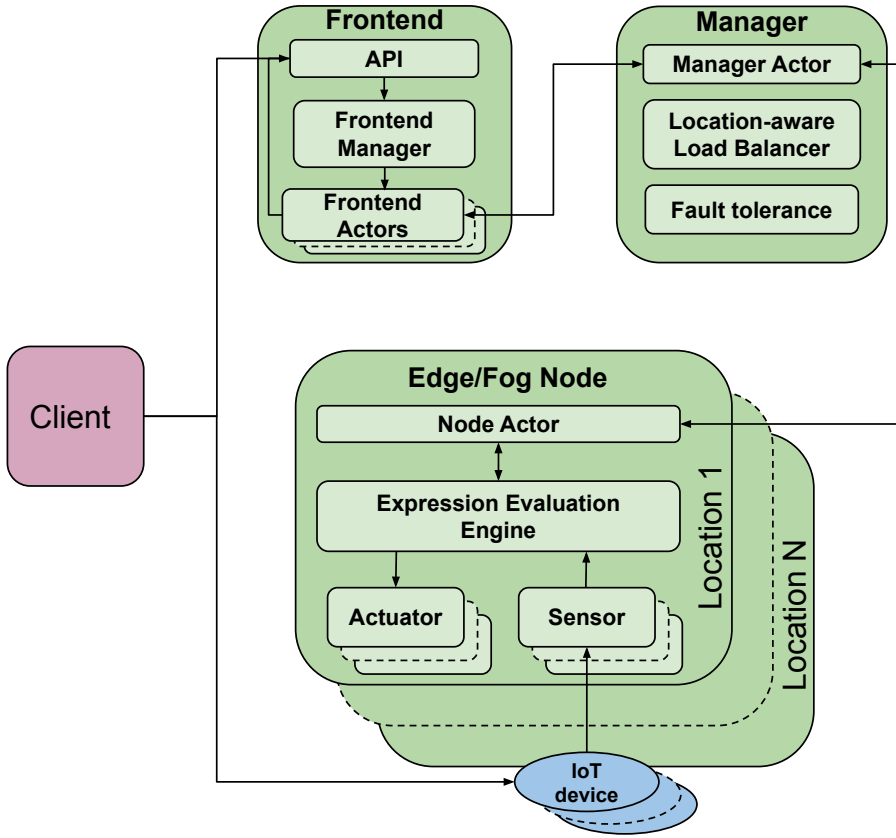 Frontend
API
Frontend
Manager
Frontend
Actors
Manager
Manager Actor
Location-aware
Load Balancer
Fault tolerance
Client
Edge/Fog Node
Node Actor
Expression Evaluation
Engine
Actuator
Sensor
Location 1
Location N
IoT
device